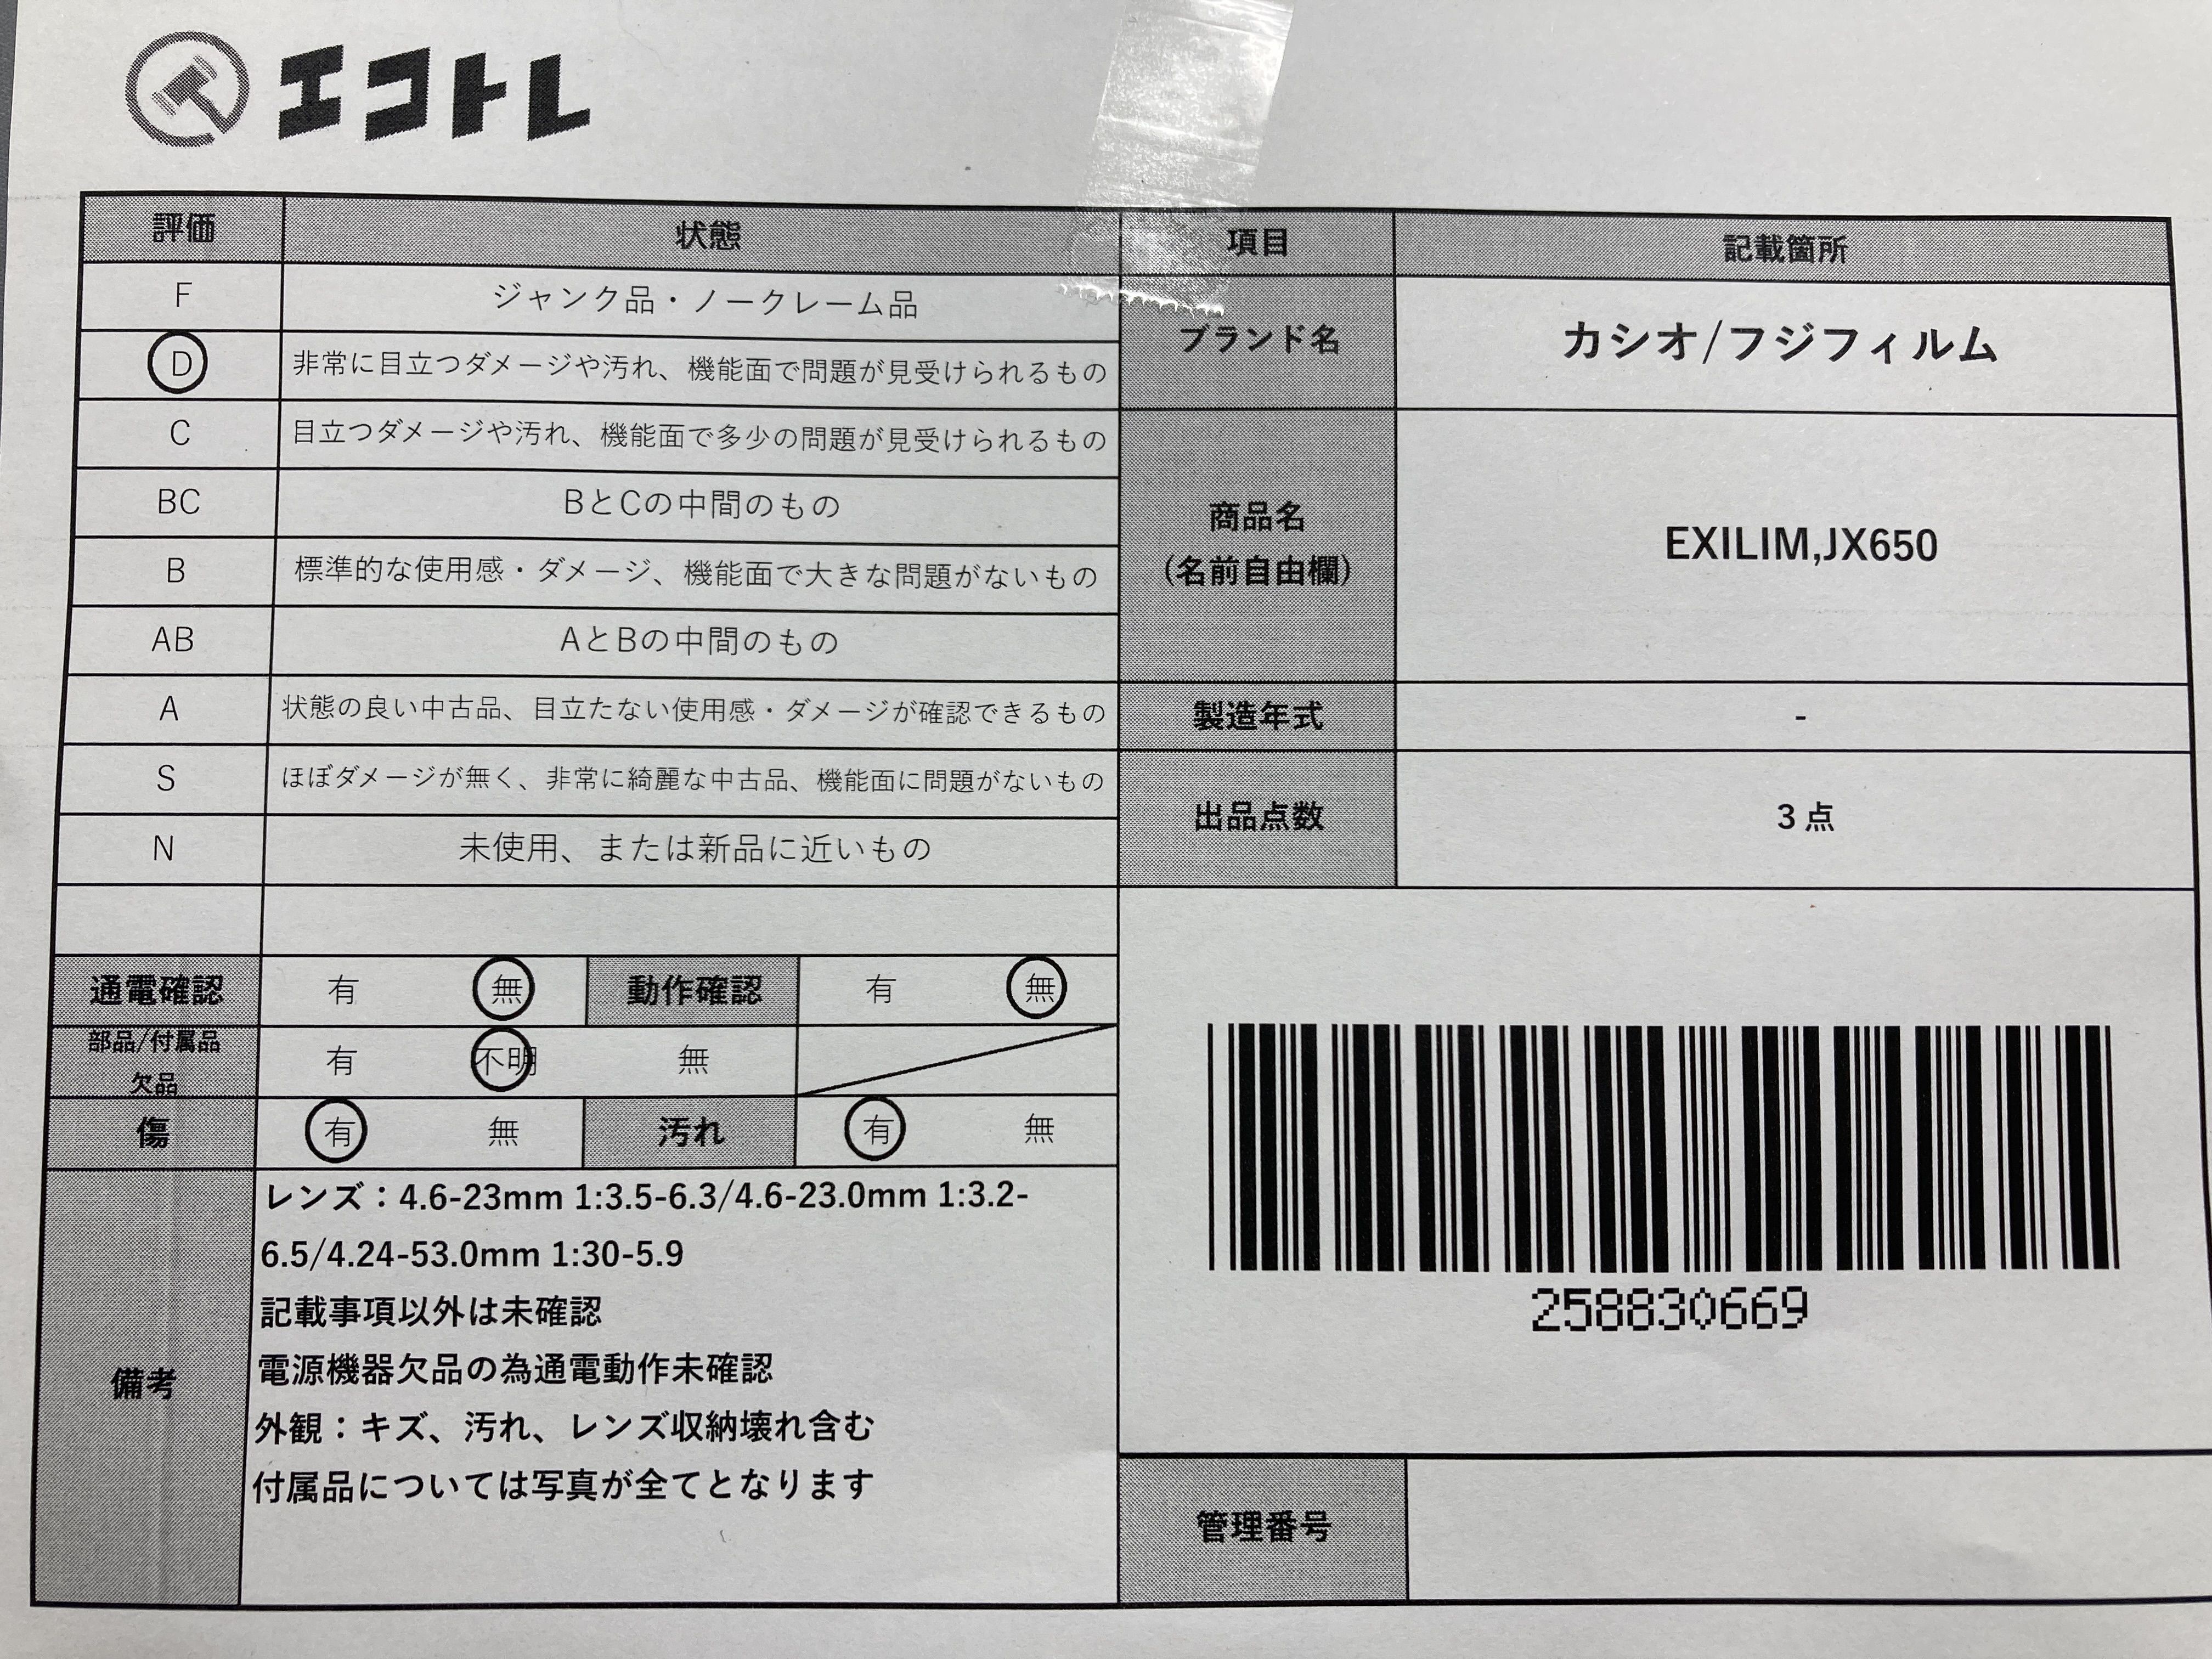 エコトレ
評価 状態 項目 記載箇所
F ジャンク品・ノークレーム品
D 非常に目立つダメージや汚れ、機能面で問題が見受けられるもの
ブランド名 カシオ/フジフィルム
C 目立つダメージや汚れ、機能面で多少の問題が見受けられるもの
BC BとCの中間のもの
B 標準的な使用感・ダメージ、機能面で大きな問題がないもの
商品名
(名前自由欄)
EXILIM,JX650
AB AとBの中間のもの
A 状態の良い中古品、目立たない使用感・ダメージが確認できるもの
製造年式 -
S ほぼダメージが無く、非常に綺麗な中古品、機能面に問題がないもの
出品点数 3点
N 未使用、または新品に近いもの
通電確認 有 無 動作確認 有 無
部品/付属品
欠品
有 不明 無
傷 有 無 汚れ 有 無
備考
レンズ：4.6-23mm 1:3.5-6.3/4.6-23.0mm 1:3.2-
6.5/4.24-53.0mm 1:30-5.9
記載事項以外は未確認
電源機器欠品の為通電動作未確認
外観：キズ、汚れ、レンズ収納壊れ含む
付属品については写真が全てとなります
258830669
管理番号